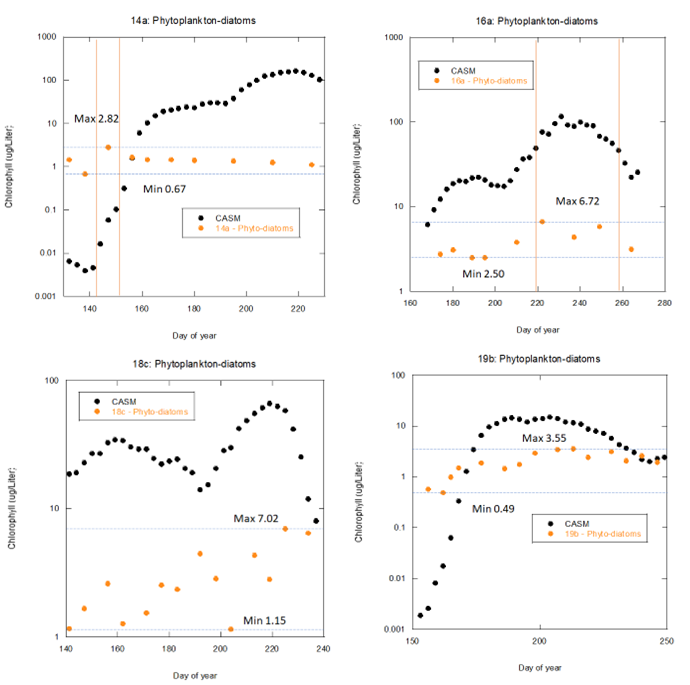 14a: Phytoplankton-diatoms
1000
100
10
1
0.1
0.01
0.001
Chlorophyll (ug/Liter;
Max 2.82
Min 0.67
CASM
14a - Phyto-diatoms
140
160
180
200
220
Day of year
16a: Phytoplankton-diatoms
1000
100
10
1
Chlorophyll (ug/Liter;
CASM
16a - Phyto-diatoms
Max 6.72
Min 2.50
160
180
200
220
240
260
280
Day of year
18c: Phytoplankton-diatoms
100
10
1
Chlorophyll (ug/Liter;
CASM
18c - Phyto-diatoms
Max 7.02
Min 1.15
140
160
180
200
220
240
Day of year
19b: Phytoplankton-diatoms
100
10
1
0.1
0.01
0.001
Chlorophyll (ug/Liter;
Max 3.55
Min 0.49
CASM
19b - Phyto-diatoms
150
200
250
Day of year